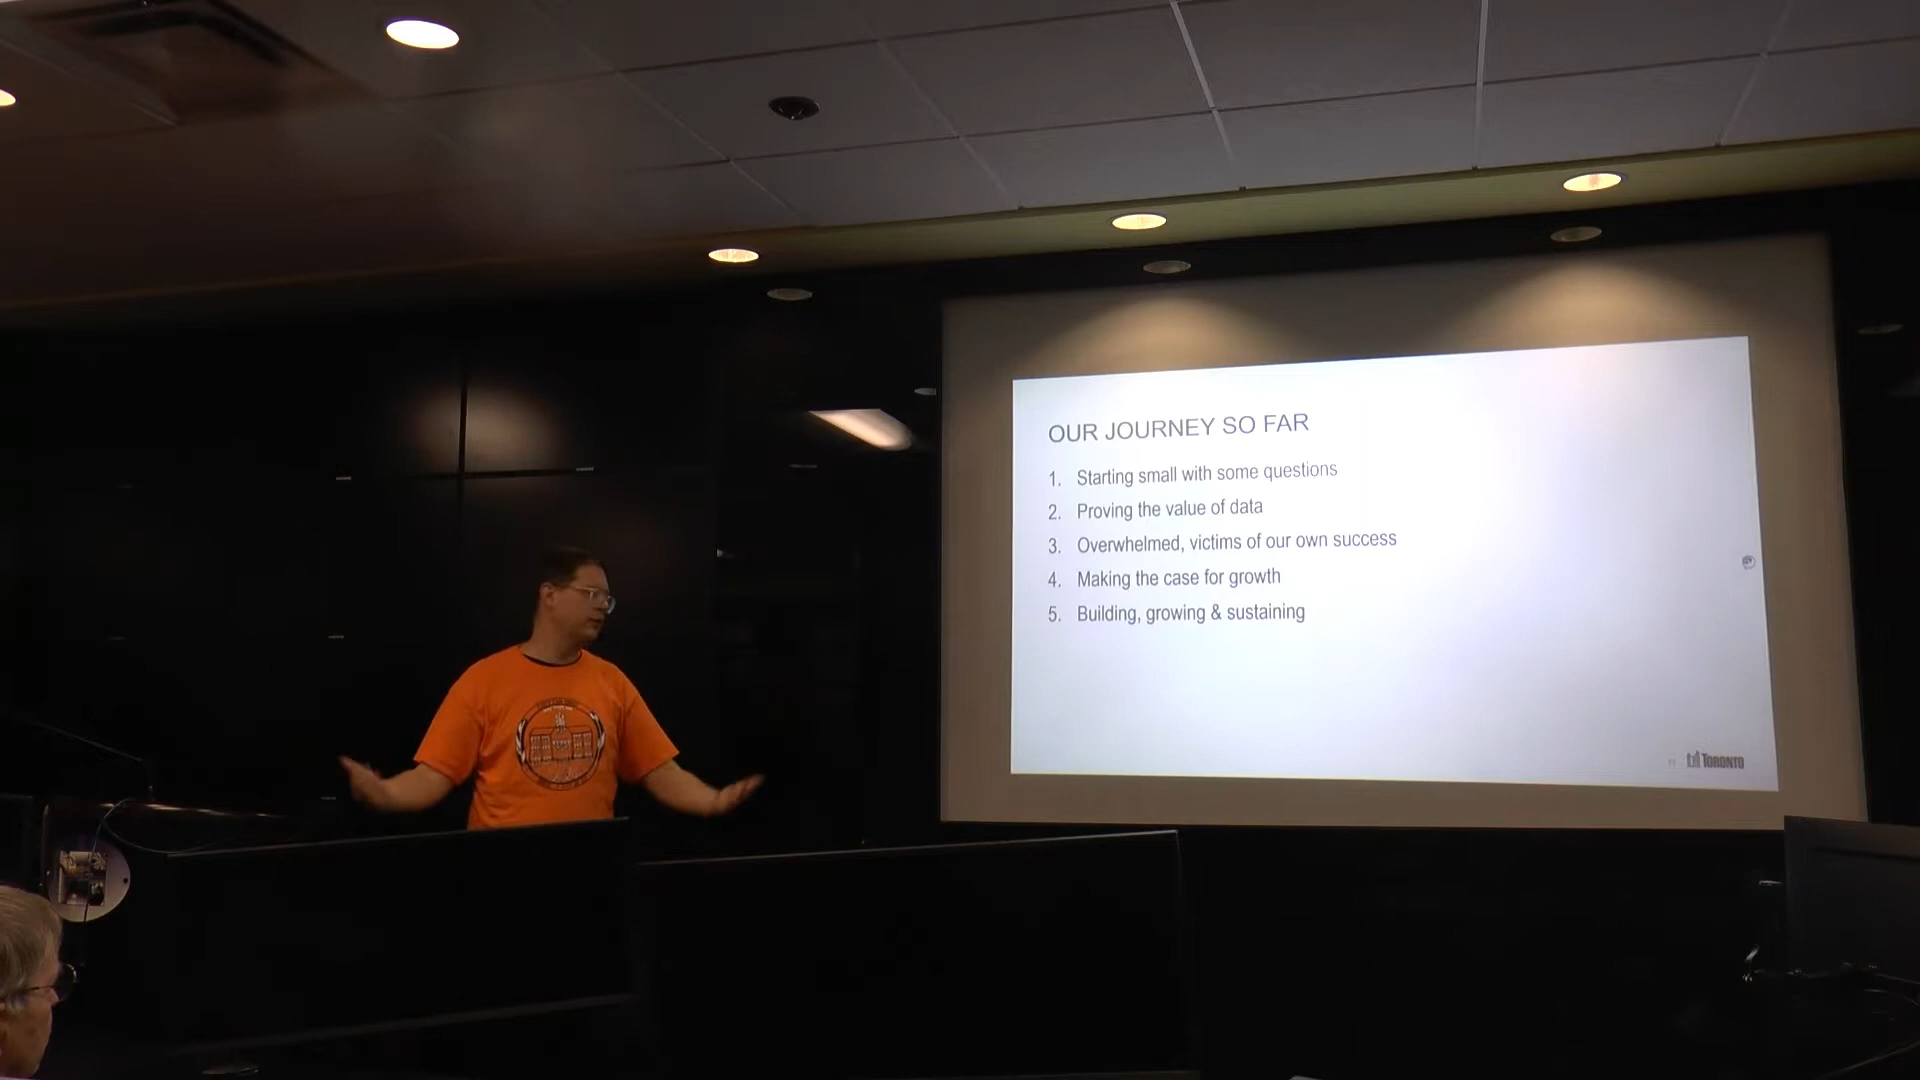 OUR JOURNEY SO FAR
1. Starting small with some questions
2. Proving the value of data
3. Overwhelmed, victims of our own success
4. Making the case for growth
5. Building, growing & sustaining
TORONTO